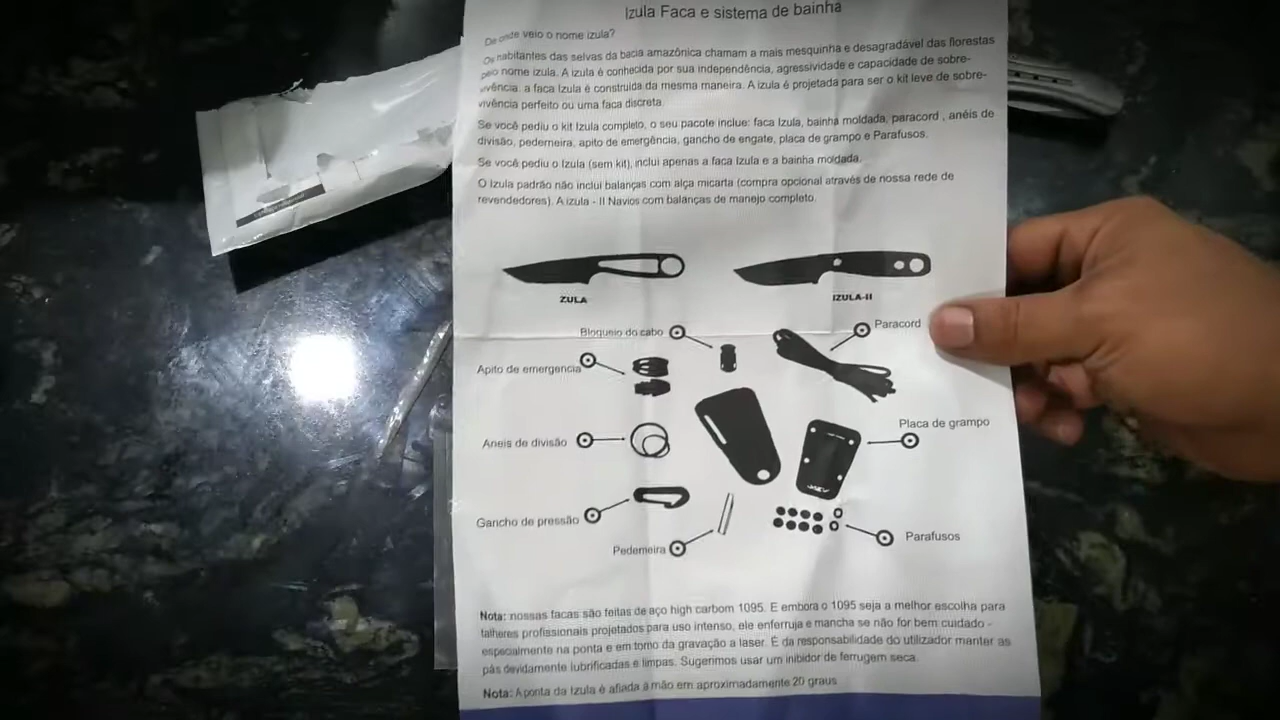 Izula Faca e sistema de bainha
De onde veio o nome izula?
Os habitantes das selvas da bacia amazônica chamam a mais mesquinha e desagradável das florestas
pelo nome izula. A izula é conhecida por sua independência, agressividade e capacidade de sobre-
vivência. a faca Izula é construída da mesma maneira. A izula é projetada para ser o kit leve de sobre-
vivência perfeito ou uma faca discreta.
Se você pediu o kit Izula completo, o seu pacote inclue: faca Izula, bainha moldada, paracord , anéis de
divisão, pederneira, apito de emergência, gancho de engate, placa de grampo e Parafusos.
Se você pediu o Izula (sem kit), inclui apenas a faca Izula e a bainha moldada.
O Izula padrão não inclui balanças com alça micarta (compra opcional através de nossa rede de
revendedores). A izula - II Navios com balanças de manejo completo.
ZULA
IZULA-II
Bloqueio do cabo
Paracord
Apito de emergencia
Placa de grampo
Aneis de divisão
Gancho de pressão
Pederneira
Parafusos
Nota: nossas facas são feitas de aço high carbom 1095. E embora o 1095 seja a melhor escolha para
talheres profissionais projetados para uso intenso, ele enferruja e mancha se não for bem cuidado -
especialmente na ponta e em torno da gravação a laser. É da responsabilidade do utilizador manter as
pás devidamente lubrificadas e limpas. Sugerimos usar um inibidor de ferrugem seca.
Nota: A ponta da Izula é afiada à mão em aproximadamente 20 graus